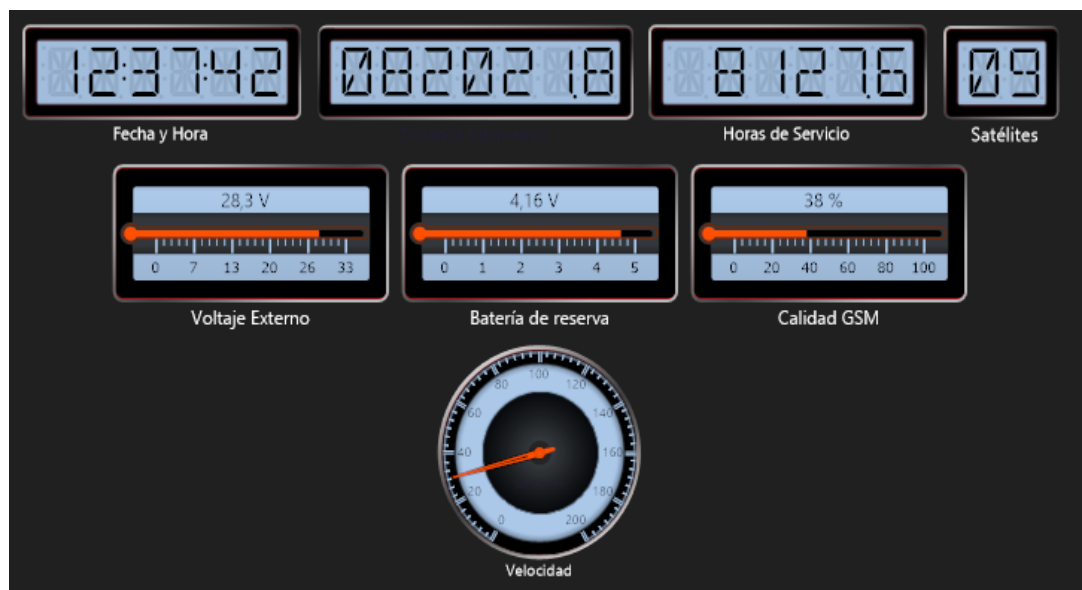 12:37:42
082021.8
8127.6
09
Fecha y Hora
Horas de Servicio
Satélites
28,3 V
4,16 V
38 %
0 7 13 20 26 33
0 1 2 3 4 5
0 20 40 60 80 100
Voltaje Externo
Batería de reserva
Calidad GSM
0 20 40 60 80 100 120 140 160 180 200
Velocidad